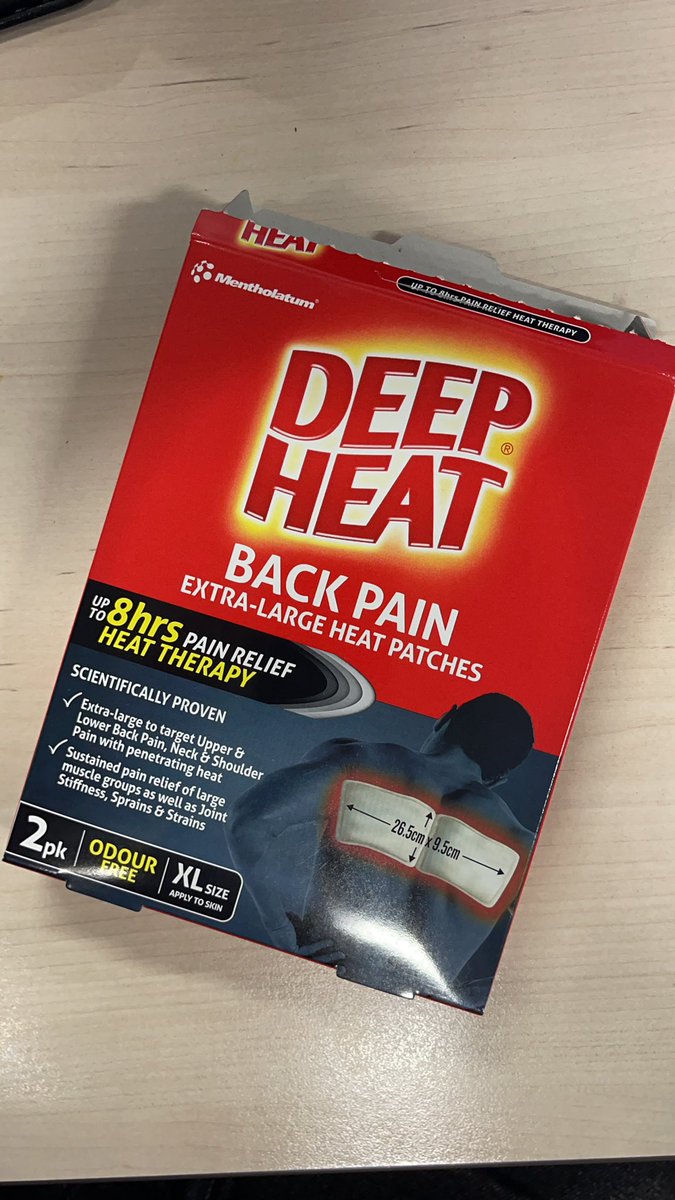 HEAT
UP TO 8hrs PAIN RELIEF HEAT THERAPY
Mentholatum®
DEEP
HEAT®
BACK PAIN
EXTRA-LARGE HEAT PATCHES
UP TO 8hrs PAIN RELIEF
HEAT THERAPY
SCIENTIFICALLY PROVEN
✓ Extra-large to target Upper &
Lower Back Pain, Neck & Shoulder
Pain with penetrating heat
✓ Sustained pain relief of large
muscle groups as well as Joint
Stiffness, Sprains & Strains
26.5cm x 9.5cm
2pk
ODOUR
FREE
XL SIZE
APPLY TO SKIN